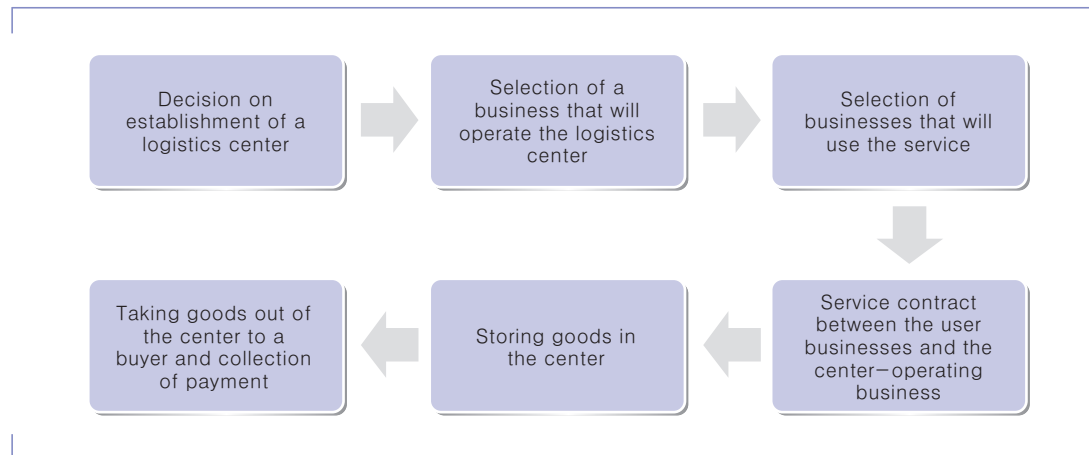 Decision on
establishment of a
logistics center
Selection of a
business that will
operate the logistics
center
Selection of
businesses that will
use the service
Service contract
between the user
businesses and the
center-operating
business
Storing goods in
the center
Taking goods out of
the center to a
buyer and collection
of payment